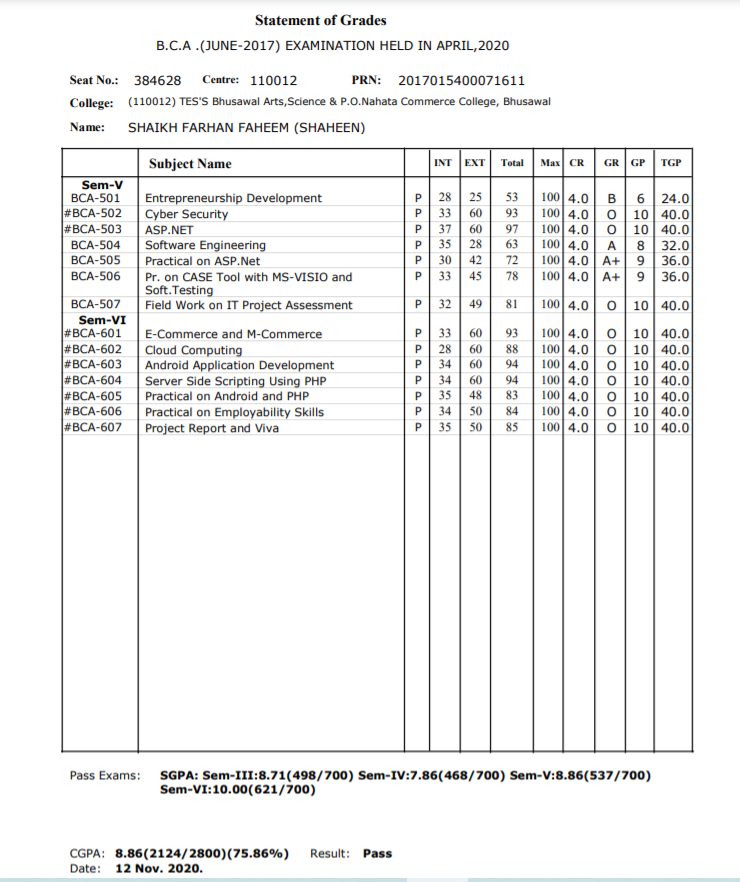 Statement of Grades
B.C.A .(JUNE-2017) EXAMINATION HELD IN APRIL,2020
Seat No.: 384628 Centre: 110012 PRN: 2017015400071611
College: (110012) TES'S Bhusawal Arts,Science & P.O.Nahata Commerce College, Bhusawal
Name: SHAIKH FARHAN FAHEEM (SHAHEEN)
Subject Name INT EXT Total Max CR GR GP TGP
Sem-V
BCA-501 Entrepreneurship Development P 28 25 53 100 4.0 B 6 24.0
#BCA-502 Cyber Security P 33 60 93 100 4.0 O 10 40.0
#BCA-503 ASP.NET P 37 60 97 100 4.0 O 10 40.0
BCA-504 Software Engineering P 35 28 63 100 4.0 A 8 32.0
BCA-505 Practical on ASP.Net P 30 42 72 100 4.0 A+ 9 36.0
BCA-506 Pr. on CASE Tool with MS-VISIO and P 33 45 78 100 4.0 A+ 9 36.0
Soft.Testing
BCA-507 Field Work on IT Project Assessment P 32 49 81 100 4.0 O 10 40.0
Sem-VI
#BCA-601 E-Commerce and M-Commerce P 33 60 93 100 4.0 O 10 40.0
#BCA-602 Cloud Computing P 28 60 88 100 4.0 O 10 40.0
#BCA-603 Android Application Development P 34 60 94 100 4.0 O 10 40.0
#BCA-604 Server Side Scripting Using PHP P 34 60 94 100 4.0 O 10 40.0
#BCA-605 Practical on Android and PHP P 35 48 83 100 4.0 O 10 40.0
#BCA-606 Practical on Employability Skills P 34 50 84 100 4.0 O 10 40.0
#BCA-607 Project Report and Viva P 35 50 85 100 4.0 O 10 40.0
Pass Exams: SGPA: Sem-III:8.71(498/700) Sem-IV:7.86(468/700) Sem-V:8.86(537/700)
Sem-VI:10.00(621/700)
CGPA: 8.86(2124/2800)(75.86%) Result: Pass
Date: 12 Nov. 2020.